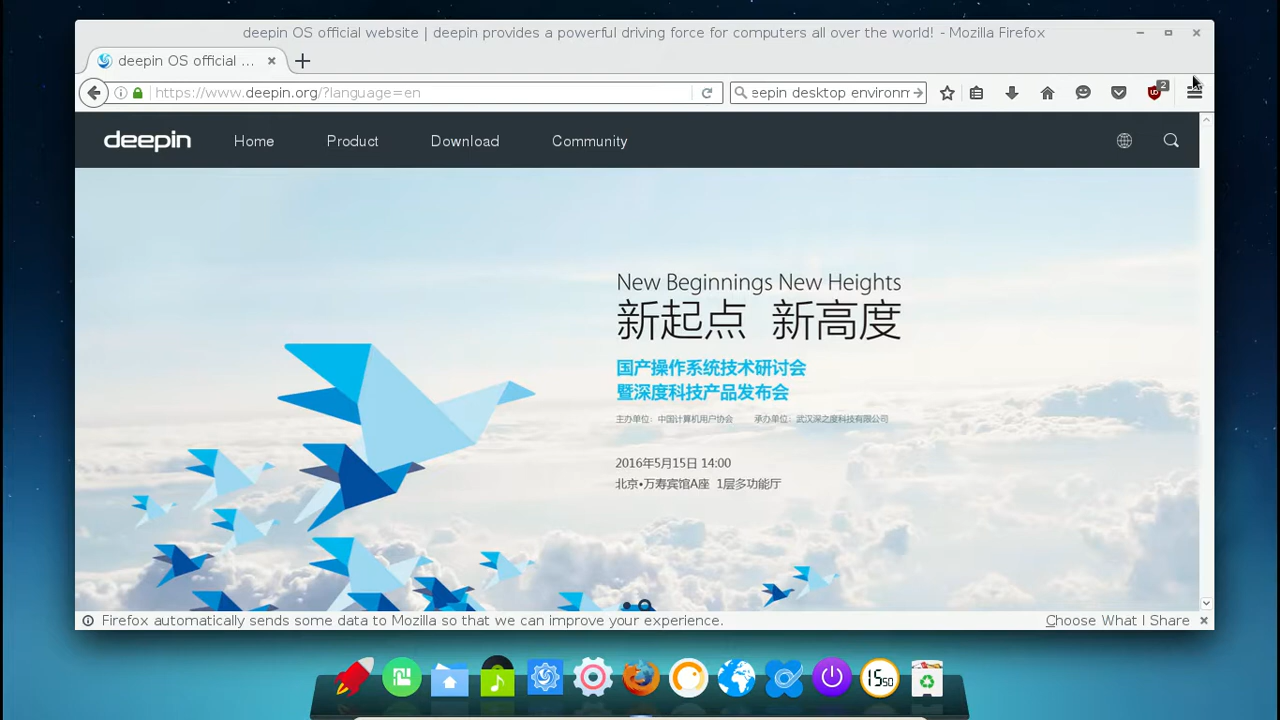 deepin OS official website | deepin provides a powerful driving force for computers all over the world! - Mozilla Firefox
deepin OS official ...
https://www.deepin.org/?language=en
eepin desktop environm
2
deepin
Home
Product
Download
Community
New Beginnings New Heights
新起点 新高度
国产操作系统技术研讨会
暨深度科技产品发布会
主办单位：中国计算机用户协会 承办单位：武汉深之度科技有限公司
2016年5月15日 14:00
北京•万寿宾馆A座 1层多功能厅
Firefox automatically sends some data to Mozilla so that we can improve your experience.
Choose What I Share
15 50